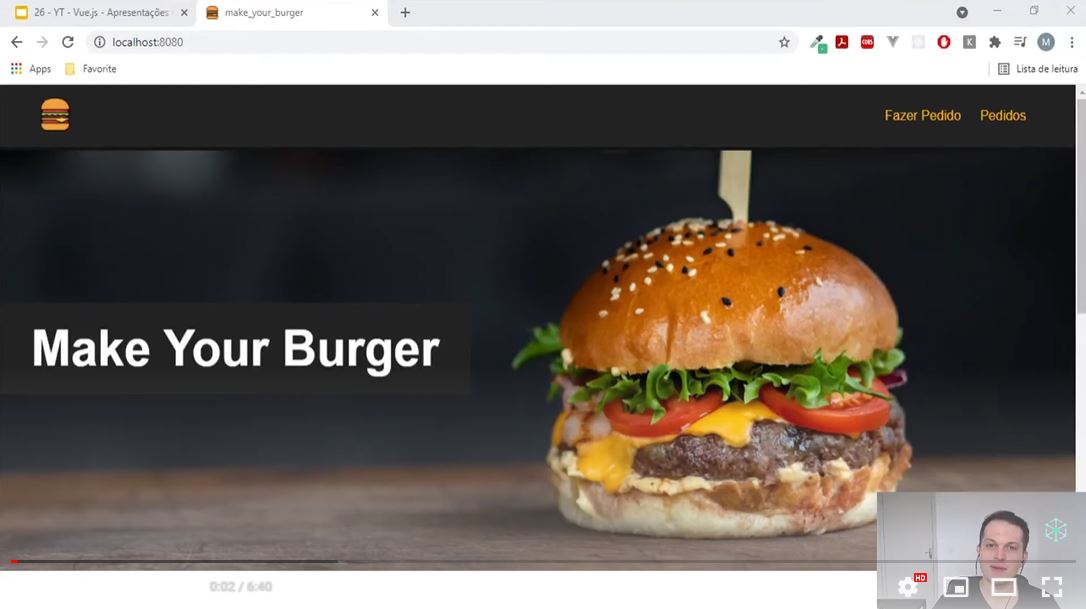 26 - YT - Vue.js - Apresentações
make_your_burger
localhost:8080
M
Apps
Favorite
Lista de leitura
Fazer Pedido
Pedidos
Make Your Burger
0:02 / 6:40
HD